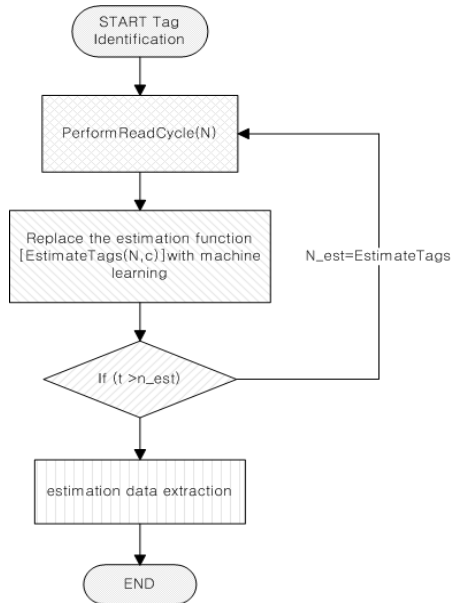 START Tag
Identification
PerformReadCycle(N)
Replace the estimation function
[EstimateTags(N,c)]with machine
learning
N_est=EstimateTags
If (t >n_est)
estimation data extraction
END